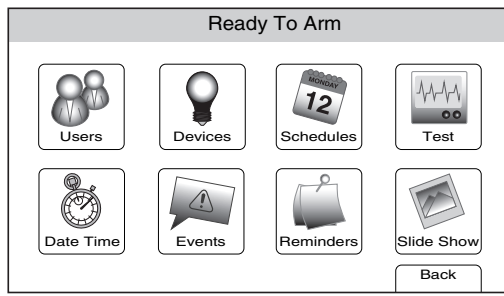 Ready To Arm
MONDAY
12
Users Devices Schedules Test
Date Time Events Reminders Slide Show
Back